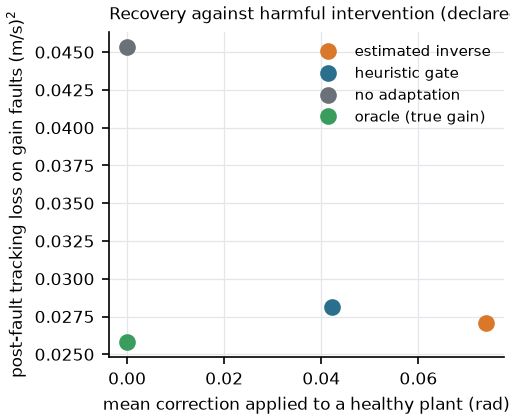 Recovery against harmful intervention (declare
post-fault tracking loss on gain faults (m/s)²
0.0450
0.0425
0.0400
0.0375
0.0350
0.0325
0.0300
0.0275
0.0250
estimated inverse
heuristic gate
no adaptation
oracle (true gain)
0.00 0.02 0.04 0.06
mean correction applied to a healthy plant (rad)